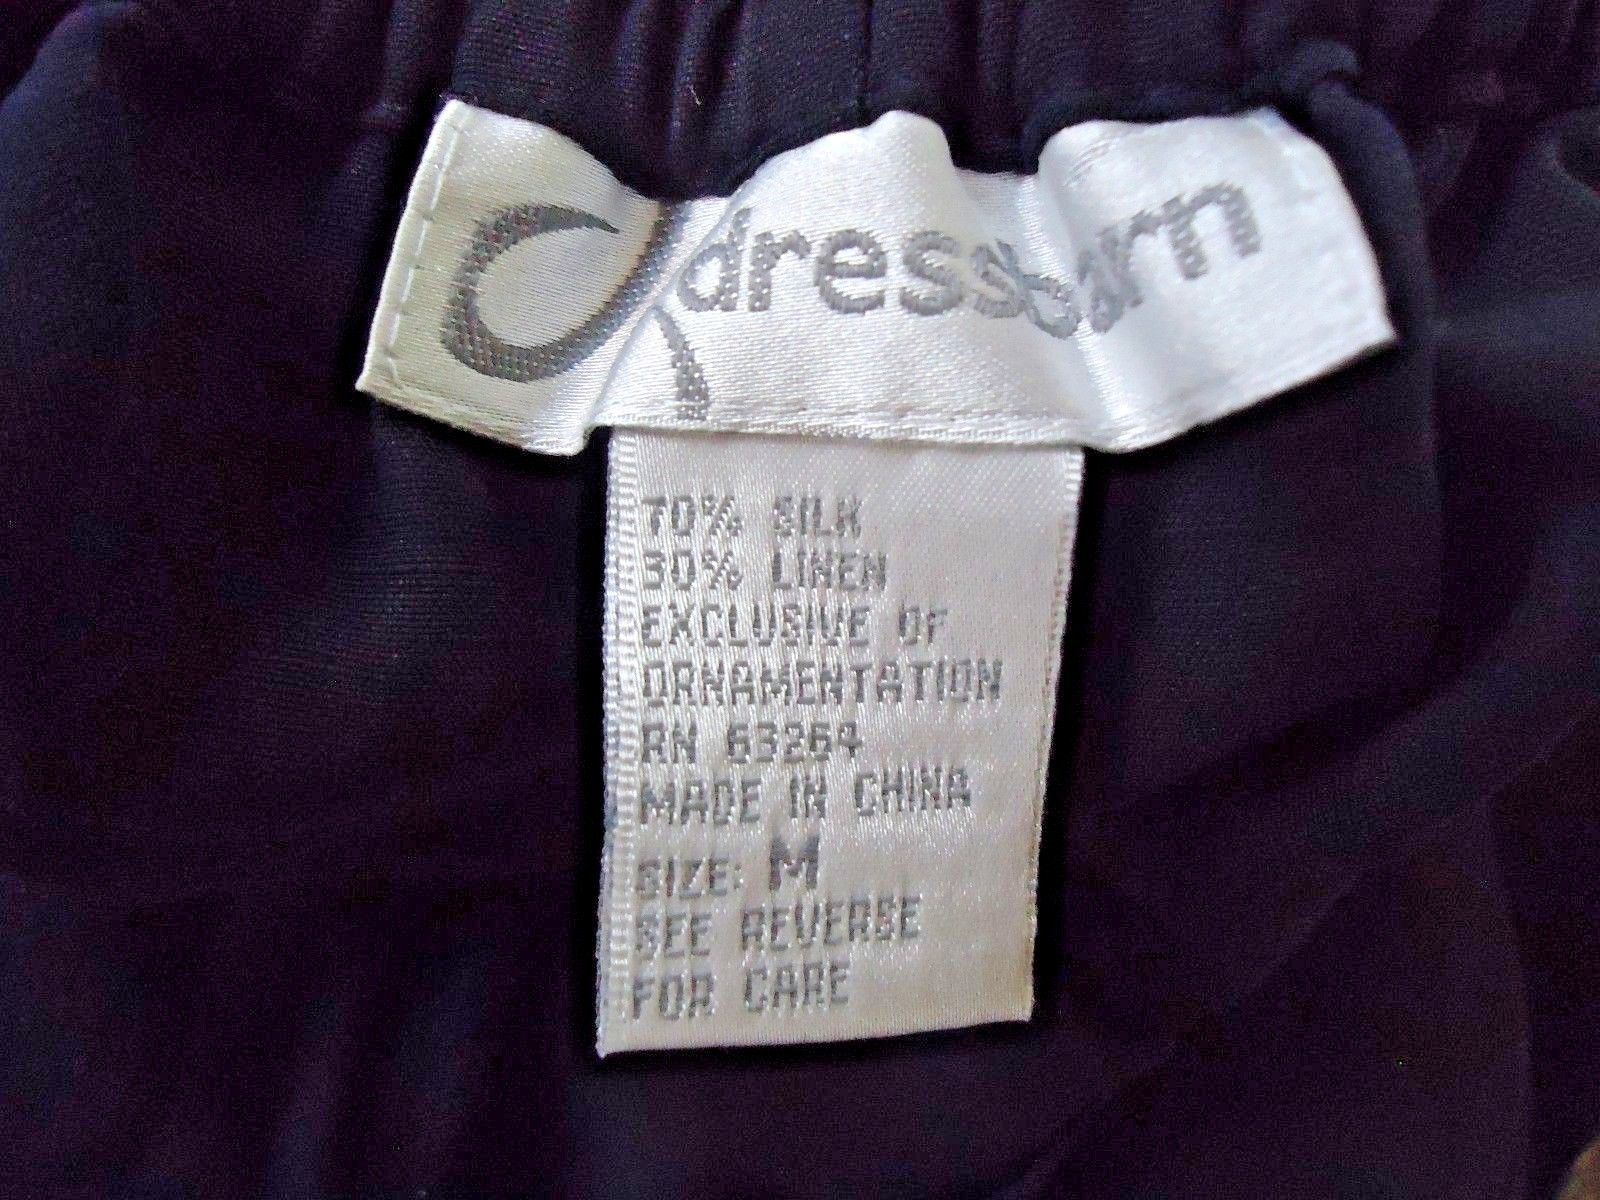 dressbarn
70% SILK
30% LINEN
EXCLUSIVE OF
ORNAMENTATION
RN 63264
MADE IN CHINA
SIZE: M
SEE REVERSE
FOR CARE